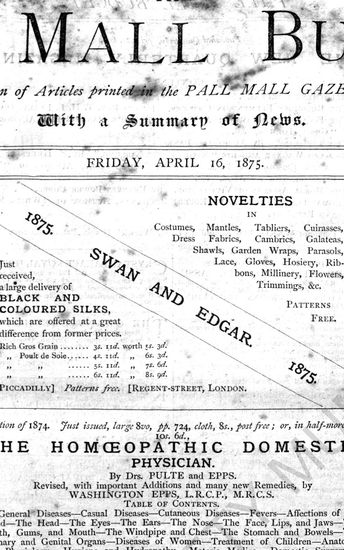 MALL BU
n of Articles printed in the PALL MALL GAZE
With a Summary of News.
FRIDAY, APRIL 16, 1875.
1875.
SWAN AND EDGAR.
1875.
NOVELTIES
IN
Costumes, Mantles, Tabliers, Cuirasses,
Dress Fabrics, Cambrics, Galateas,
Shawls, Garden Wraps, Parasols,
Lace, Gloves, Hosiery, Rib-
bons, Millinery, Flowers,
Trimmings, &c.
PATTERNS
FREE.
Just
received,
a large delivery of
BLACK AND
COLOURED SILKS,
which are offered at a great
difference from former prices.
Rich Gros Grain ........ 3s. 11d. worth 5s. 3d.
„ Poult de Soie... 4s. 11d. „ 6s. 3d.
„ „ 5s. 11d. „ 7s. 6d.
„ „ 6s. 11d. „ 8s. 9d.
PICCADILLY] Patterns free. [REGENT-STREET, LONDON.
tion of 1874. Just issued, large 8vo, pp. 724, cloth, 8s., post free; or, in half-more
10s. 6d.,
HE HOMŒOPATHIC DOMEST
PHYSICIAN.
By Drs. PULTE and EPPS.
Revised, with important Additions and many new Remedies, by
WASHINGTON EPPS, L.R.C.P., M.R.C.S.
TABLE OF CONTENTS.
General Diseases—Casual Diseases—Cutaneous Diseases—Fevers—Affections of
d—The Head—The Eyes—The Ears—The Nose—The Face, Lips, and Jaws—
th, Gums, and Mouth—The Windpipe and Chest—The Stomach and Bowels—
nary and Genital Organs—Diseases of Women—Treatment of Children—Anato